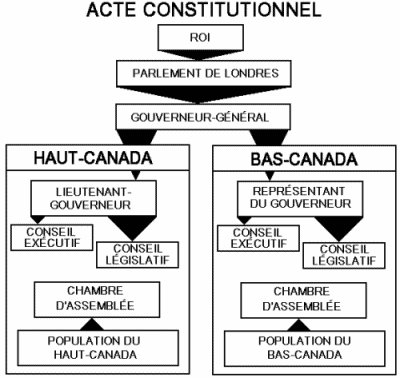 ACTE CONSTITUTIONNEL
ROI
PARLEMENT DE LONDRES
GOUVERNEUR-GÉNÉRAL
HAUT-CANADA
LIEUTENANT-
GOUVERNEUR
CONSEIL
EXÉCUTIF
CONSEIL
LÉGISLATIF
CHAMBRE
D'ASSEMBLÉE
POPULATION DU
HAUT-CANADA
BAS-CANADA
REPRÉSENTANT
DU GOUVERNEUR
CONSEIL
EXÉCUTIF
CONSEIL
LÉGISLATIF
CHAMBRE
D'ASSEMBLÉE
POPULATION DU
BAS-CANADA